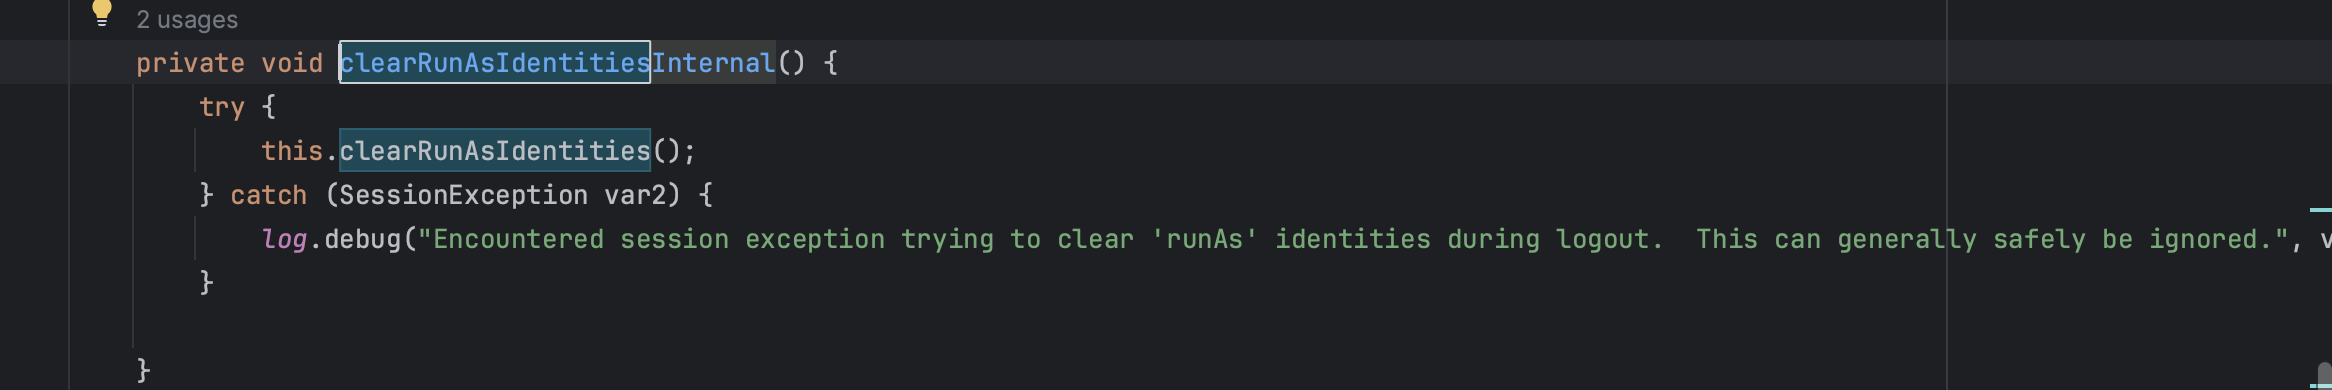 2 usages
private void clearRunAsIdentitiesInternal() {
try {
this.clearRunAsIdentities();
} catch (SessionException var2) {
log.debug("Encountered session exception trying to clear 'runAs' identities during logout.  This can generally safely be ignored.", v
}
}